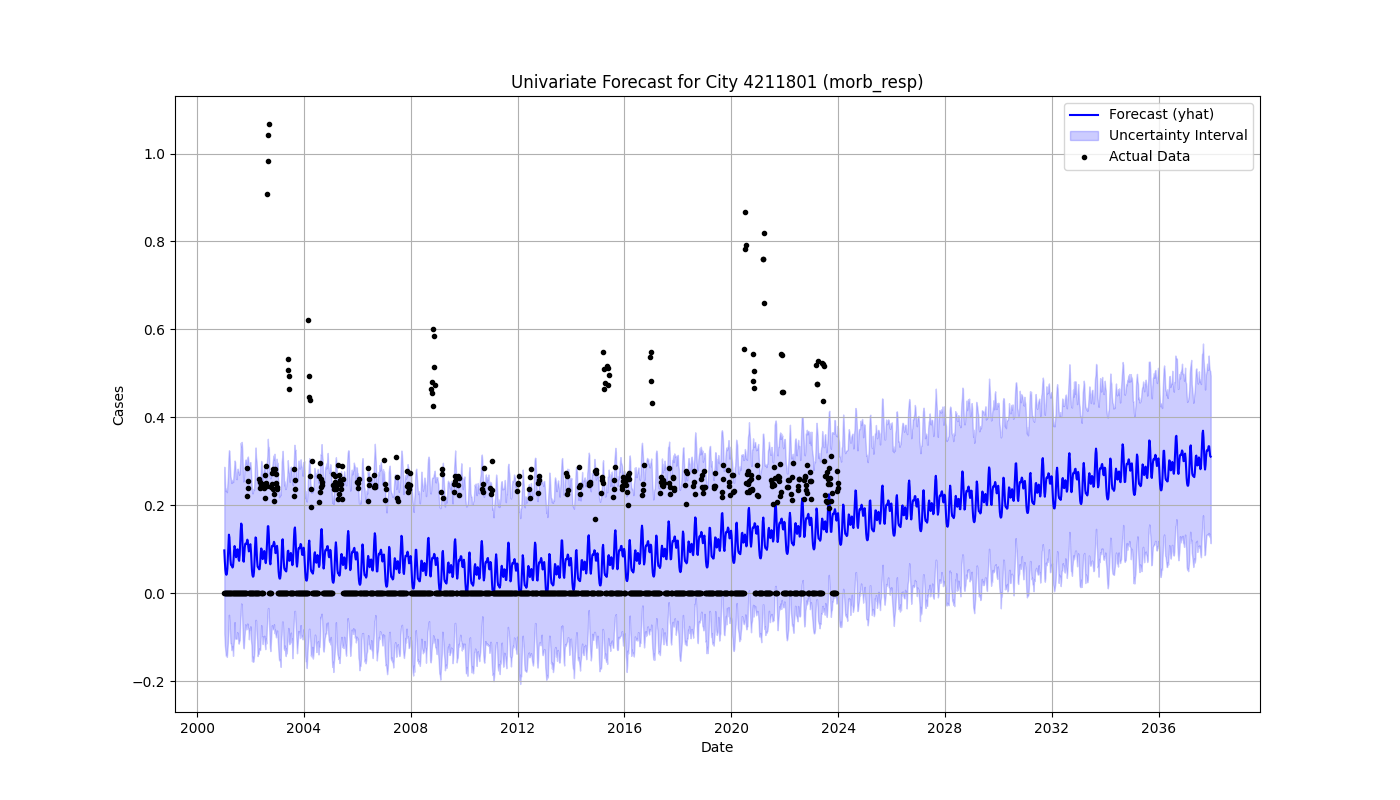 Univariate Forecast for City 4211801 (morb_resp)
Forecast (yhat)
Uncertainty Interval
Actual Data
Cases
1.0
0.8
0.6
0.4
0.2
0.0
−0.2
2000 2004 2008 2012 2016 2020 2024 2028 2032 2036
Date